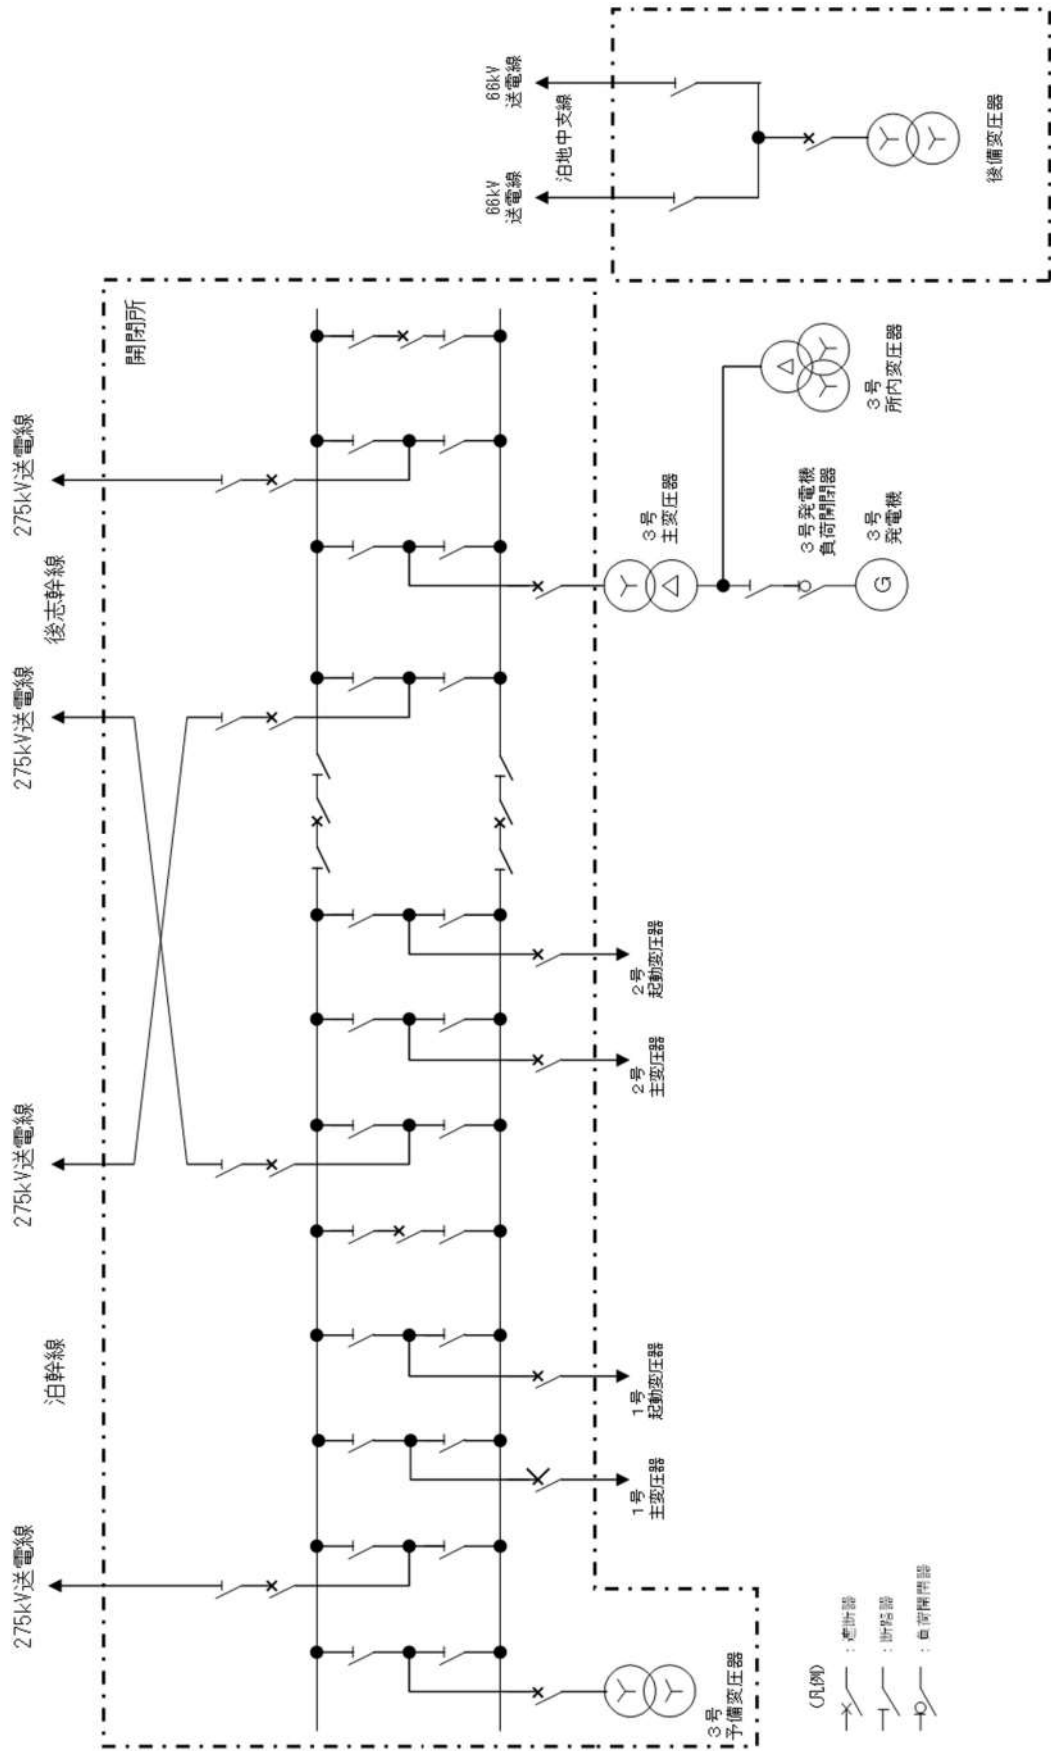 275kV送電線
泊幹線
275kV送電線
275kV送電線
後志幹線
275kV送電線
開閉所
66kV
送電線
泊地中支線
66kV
送電線
3号
予備変圧器
1号
主変圧器
1号
起動変圧器
2号
主変圧器
2号
起動変圧器
3号
主変圧器
3号発電機
負荷開閉器
G
3号
発電機
3号
所内変圧器
後備変圧器
(凡例)
:遮断器
:断路器
:負荷開閉器